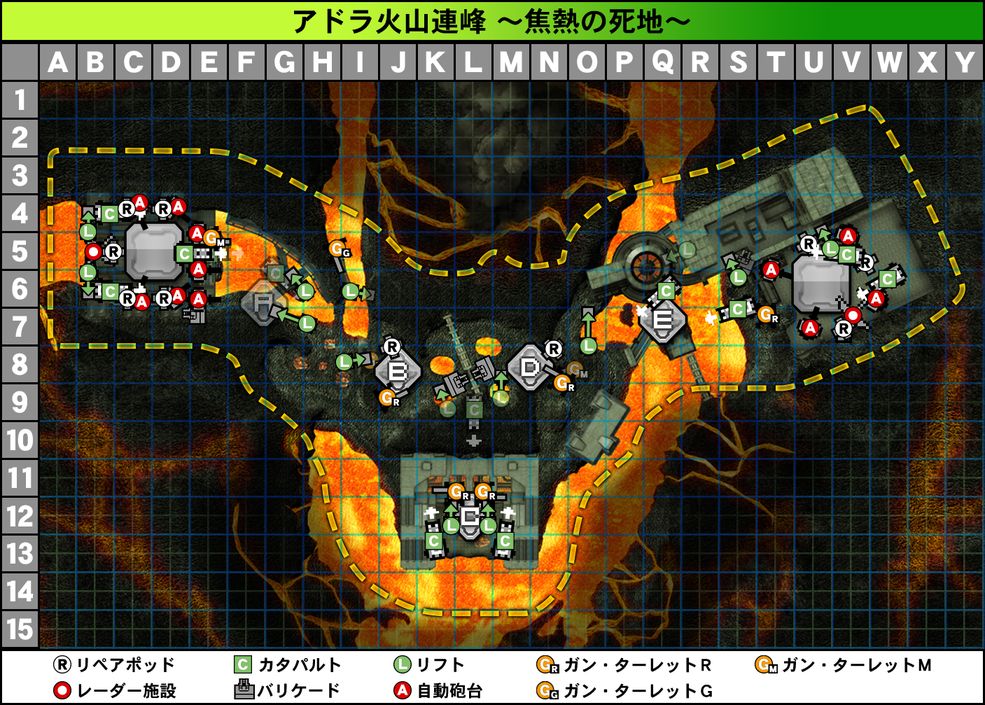 アドラ火山連峰 ～焦熱の死地～
A B C D E F G H I J K L M N O P Q R S T U V W X Y
1
2
3
4
5
6
7
8
9
10
11
12
13
14
15
A
B
C
D
E
R リペアポッド
C カタパルト
L リフト
GR ガン・ターレットR
GM ガン・ターレットM
レーダー施設
バリケード
A 自動砲台
GG ガン・ターレットG